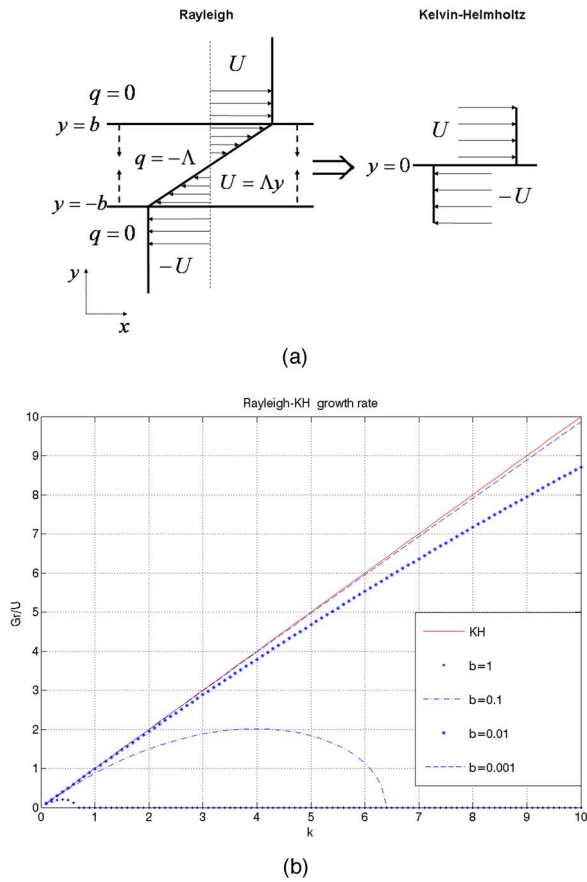 Rayleigh
Kelvin-Helmholtz
U
q = 0
y = b
q = −Λ
U = Λy
y = −b
q = 0
−U
y
x
U
y = 0
−U
(a)
Rayleigh-KH growth rate
Gr/U
10
9
8
7
6
5
4
3
2
1
0
0 1 2 3 4 5 6 7 8 9 10
k
KH
b=1
b=0.1
b=0.01
b=0.001
(b)